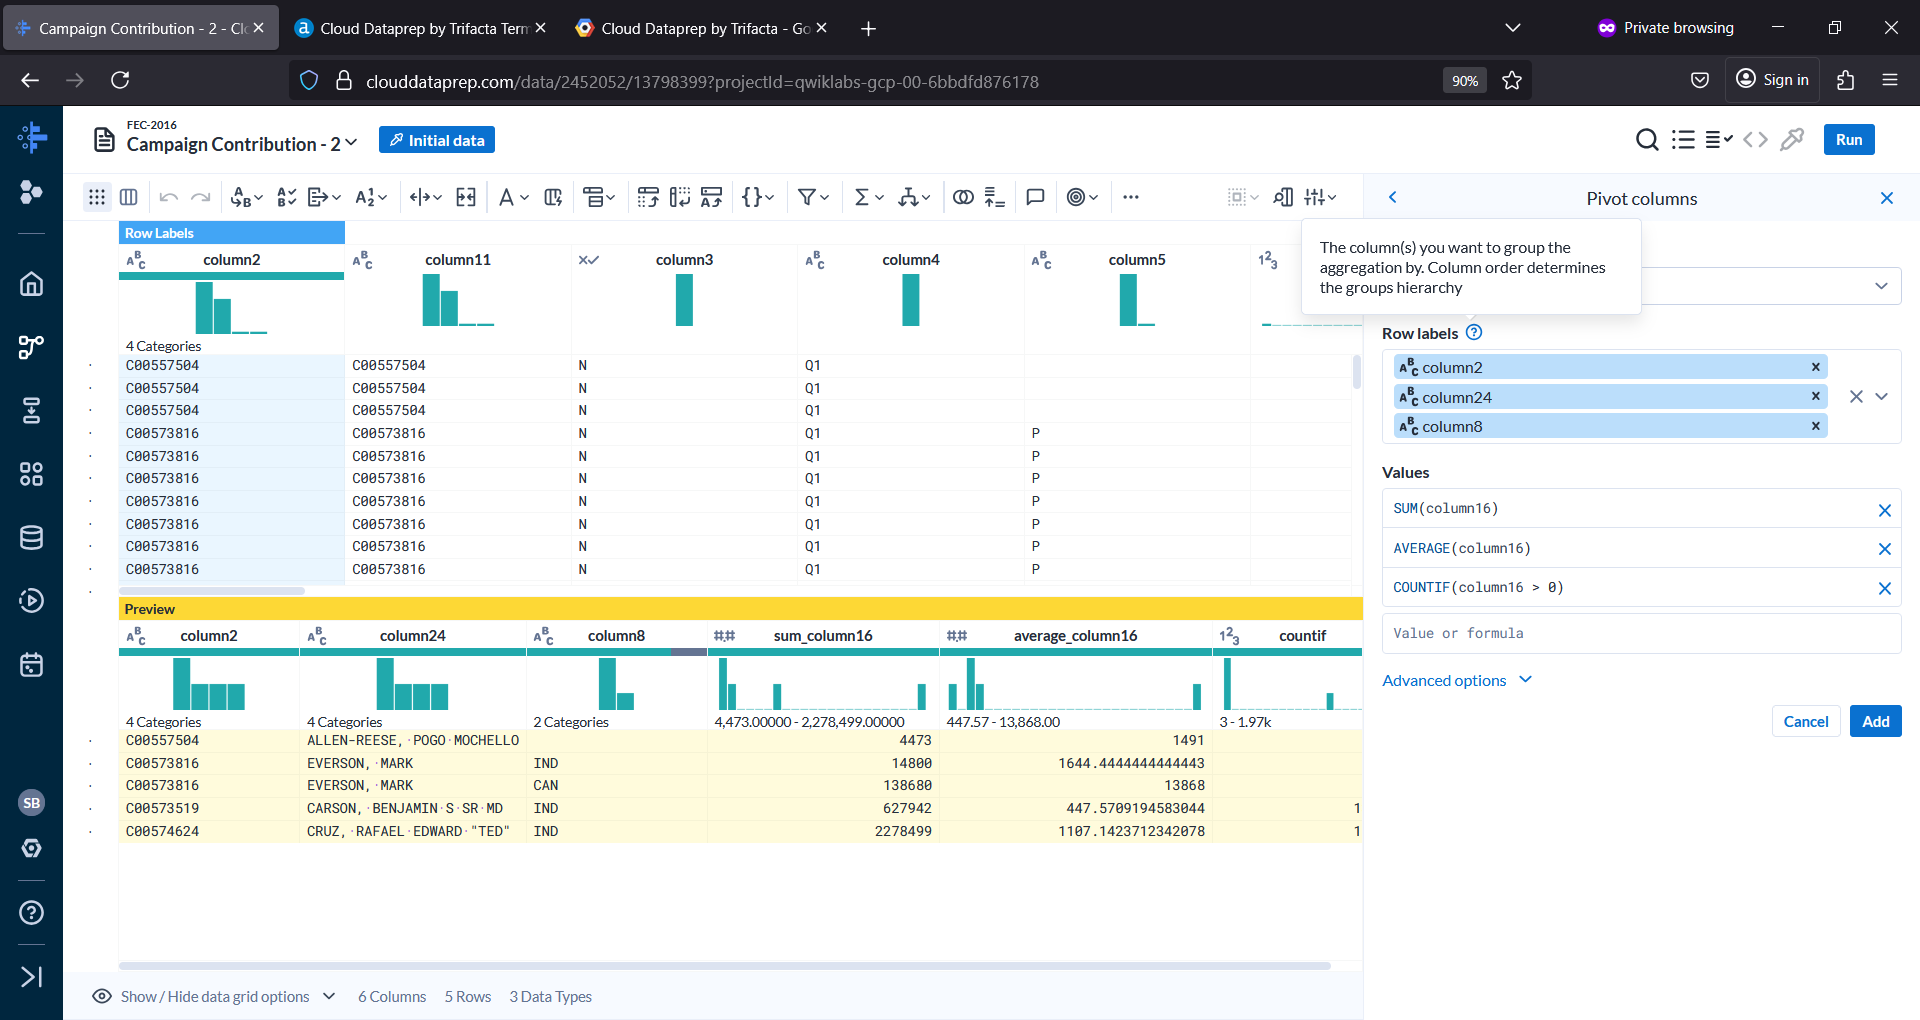 Campaign Contribution - 2 - Clo
Cloud Dataprep by Trifacta Term
Cloud Dataprep by Trifacta - Go
Private browsing
clouddataprep.com/data/2452052/13798399?projectId=qwiklabs-gcp-00-6bbdfd876178
90%
Sign in
FEC-2016
Campaign Contribution - 2
Initial data
Run
Pivot columns
The column(s) you want to group the
aggregation by. Column order determines
the groups hierarchy
Row labels
column2
column24
column8
Values
SUM(column16)
AVERAGE(column16)
COUNTIF(column16 > 0)
Value or formula
Advanced options
Cancel
Add
Row Labels
column2 column11 column3 column4 column5
4 Categories
C00557504 C00557504 N Q1
C00557504 C00557504 N Q1
C00557504 C00557504 N Q1
C00573816 C00573816 N Q1 P
C00573816 C00573816 N Q1 P
C00573816 C00573816 N Q1 P
C00573816 C00573816 N Q1 P
C00573816 C00573816 N Q1 P
C00573816 C00573816 N Q1 P
C00573816 C00573816 N Q1 P
Preview
column2 column24 column8 sum_column16 average_column16 countif
4 Categories 4 Categories 2 Categories 4,473.00000 - 2,278,499.00000 447.57 - 13,868.00 3 - 1.97k
C00557504 ALLEN-REESE,·POGO·MOCHELLO 4473 1491
C00573816 EVERSON,·MARK IND 14800 1644.4444444444443
C00573816 EVERSON,·MARK CAN 138680 13868
C00573519 CARSON,·BENJAMIN·S·SR·MD IND 627942 447.5709194583044 1
C00574624 CRUZ,·RAFAEL·EDWARD·"TED" IND 2278499 1107.1423712342078 1
Show / Hide data grid options
6 Columns 5 Rows 3 Data Types
SB